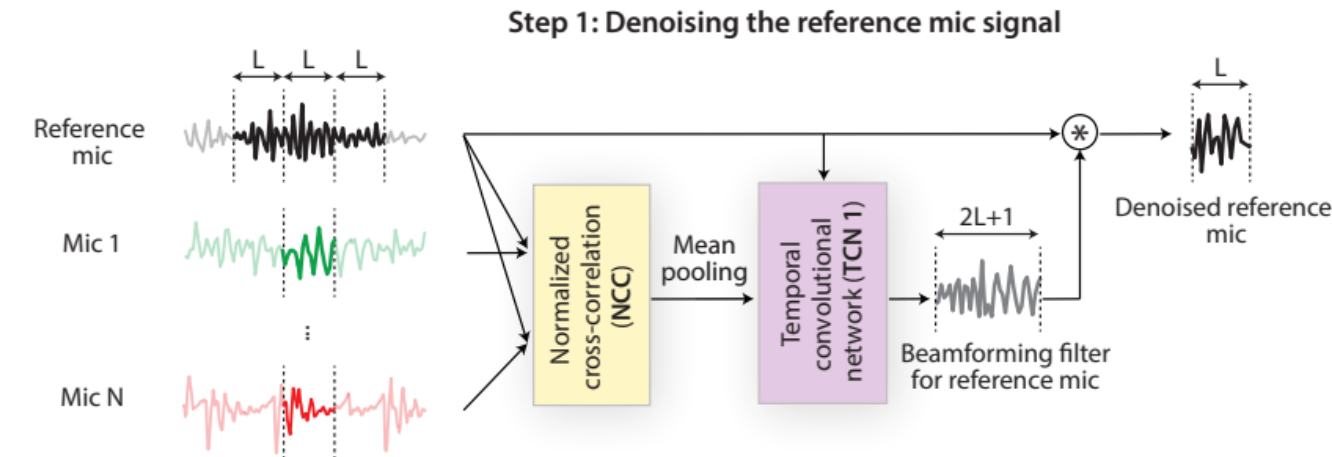 Step 1: Denoising the reference mic signal
L L L
L
Reference
mic
*
Denoised reference
mic
Mic 1
Normalized
cross-correlation
(NCC)
Mean
pooling
Temporal
convolutional
network (TCN 1)
2L+1
Beamforming filter
for reference mic
...
Mic N